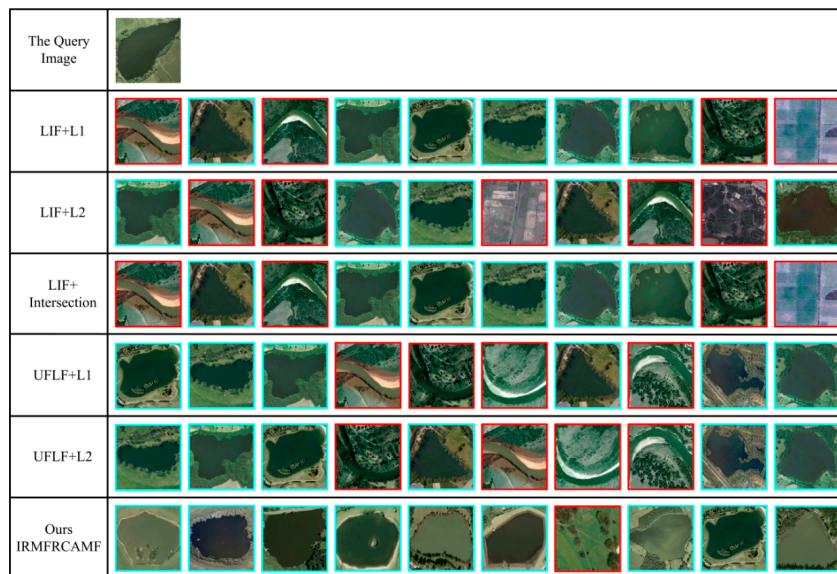 The Query
Image
LIF+L1
LIF+L2
LIF+
Intersection
UFLF+L1
UFLF+L2
Ours
IRMFRCAMF